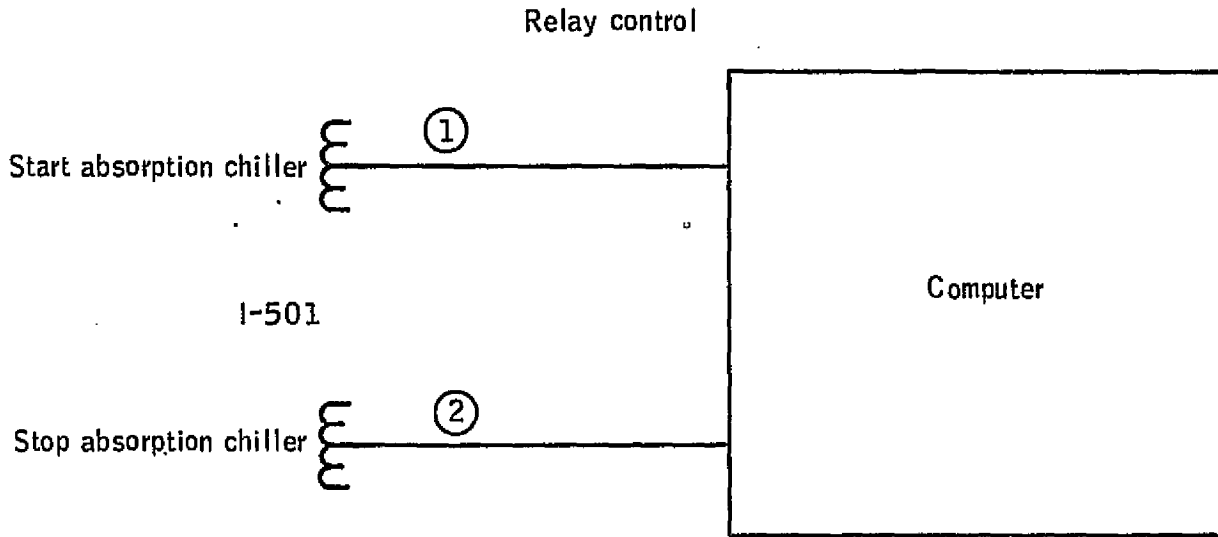 Relay control
1
Start absorption chiller
Computer
I-501
2
Stop absorption chiller